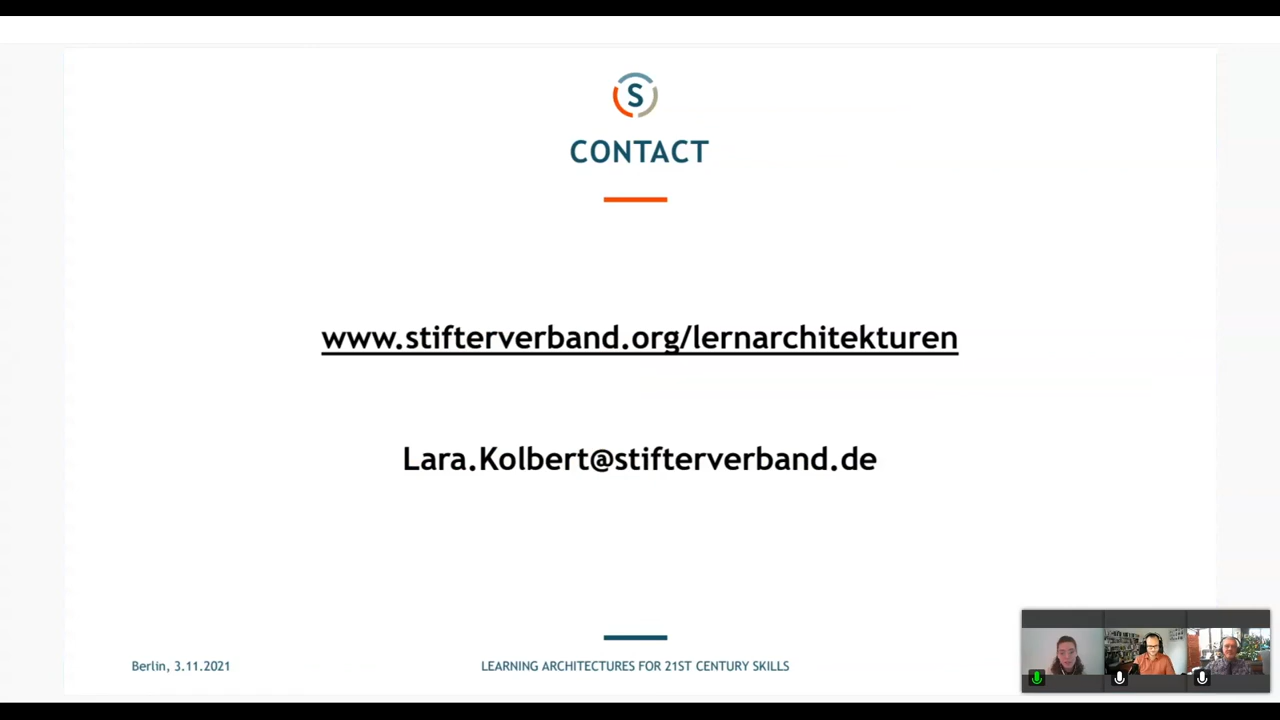 S
CONTACT
www.stifterverband.org/lernarchitekturen
Lara.Kolbert@stifterverband.de
Berlin, 3.11.2021
LEARNING ARCHITECTURES FOR 21ST CENTURY SKILLS